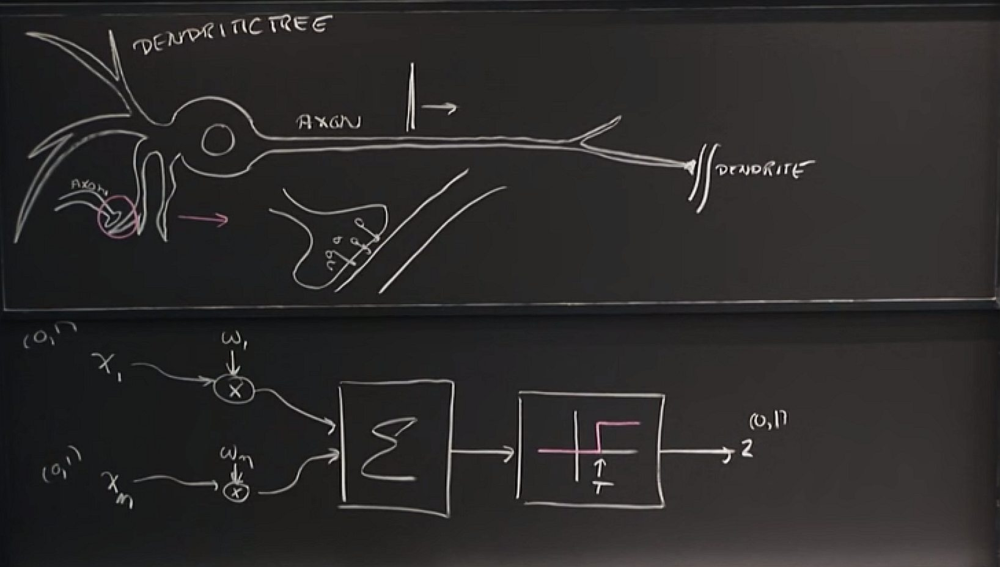 DENDRITIC TREE
AXON
DENDRITE
AXON
(0,1)
x₁
w₁
x
Σ
(0,1)
z
T
(0,1)
xₙ
wₙ
x